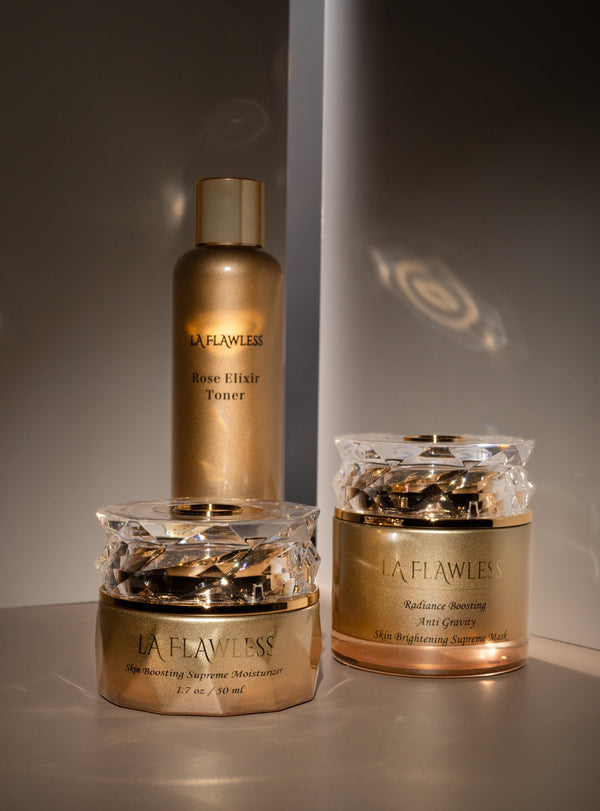 LA FLAWLESS
Rose Elixir
Toner
LA FLAWLESS
Skin Boosting Supreme Moisturizer
1.7 oz / 50 ml
LA FLAWLESS
Radiance Boosting
Anti Gravity
Skin Brightening Supreme Mask